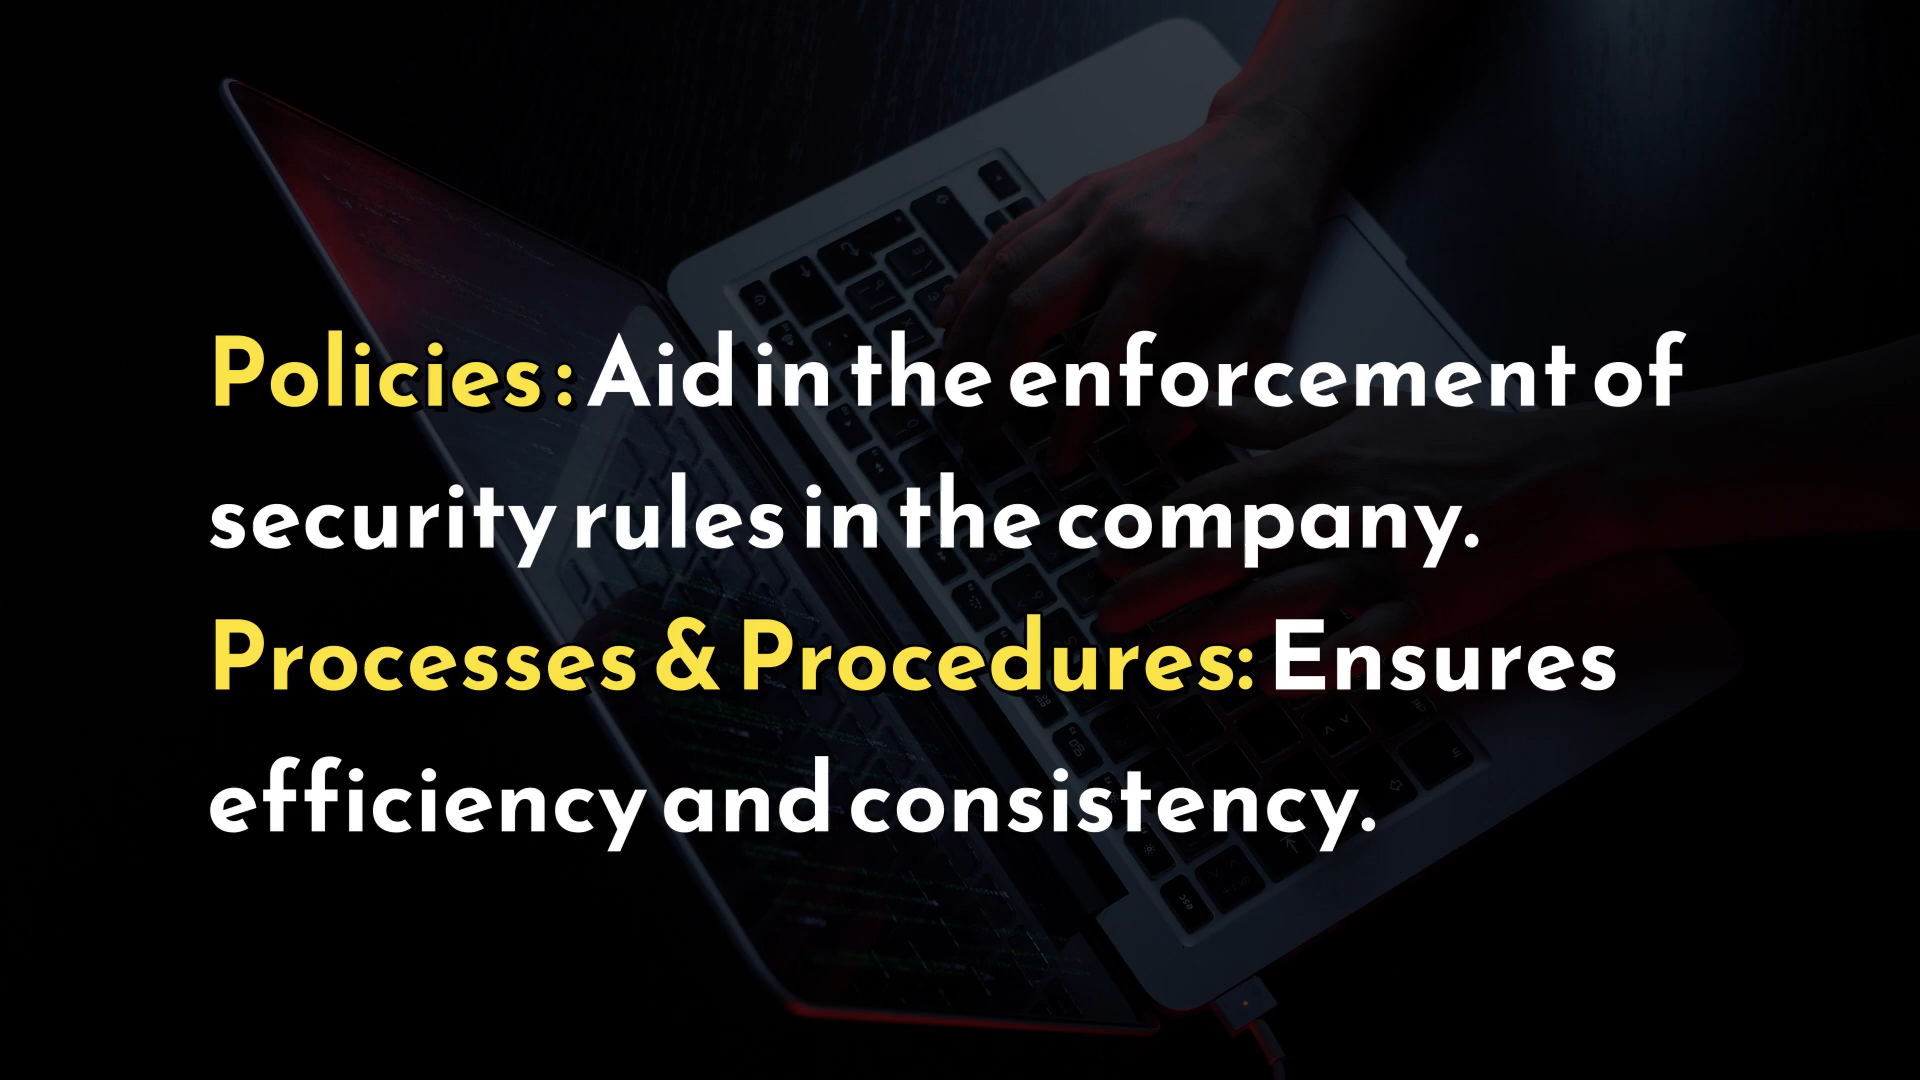 Policies : Aid in the enforcement of
security rules in the company.
Processes & Procedures: Ensures
efficiency and consistency.